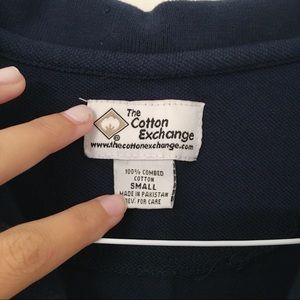 The
Cotton
Exchange
®
www.thecottonexchange.com
100% COMBED
COTTON
SMALL
MADE IN PAKISTAN
REV. FOR CARE